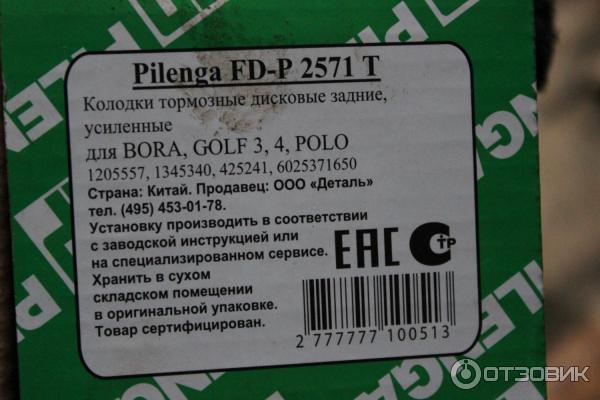 Pilenga FD-P 2571 T
Колодки тормозные дисковые задние,
усиленные
для BORA, GOLF 3, 4, POLO
1205557, 1345340, 425241, 6025371650
Страна: Китай. Продавец: ООО «Деталь»
тел. (495) 453-01-78.
Установку производить в соответствии
с заводской инструкцией или
на специализированном сервисе.
Хранить в сухом
складском помещении
в оригинальной упаковке.
Товар сертифицирован.
EAC
СТР
2 777777 100513
PILENGA
ОТЗОВИК